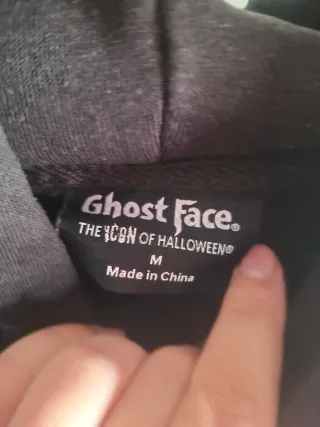 Ghost Face®
THE ICON OF HALLOWEEN®
M
Made in China